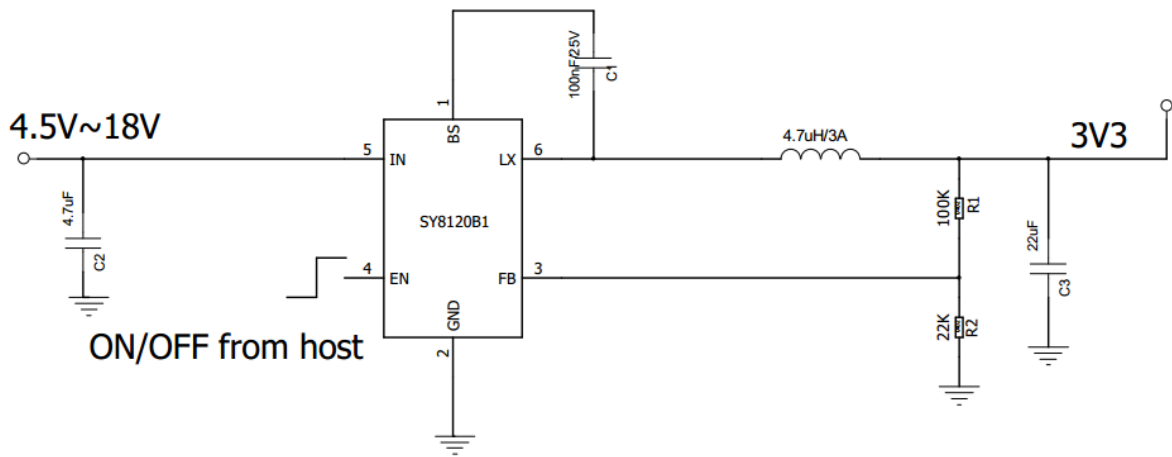 100nF/25V
C1
1
BS
4.5V~18V
5
IN
LX
6
4.7uH/3A
3V3
4.7uF
C2
SY8120B1
100K
R1
22uF
C3
4
EN
FB
3
ON/OFF from host
GND
2
22K
R2